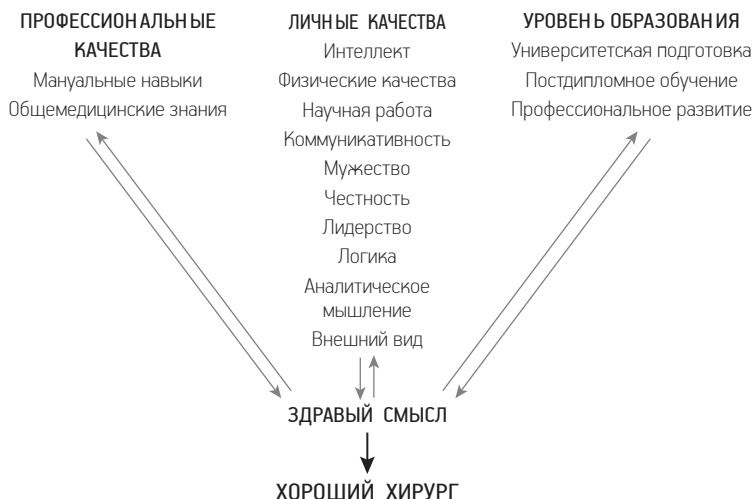 ПРОФЕССИОНАЛЬНЫЕ
КАЧЕСТВА
Мануальные навыки
Общемедицинские знания
ЛИЧНЫЕ КАЧЕСТВА
Интеллект
Физические качества
Научная работа
Коммуникативность
Мужество
Честность
Лидерство
Логика
Аналитическое
мышление
Внешний вид
УРОВЕНЬ ОБРАЗОВАНИЯ
Университетская подготовка
Постдипломное обучение
Профессиональное развитие
ЗДРАВЫЙ СМЫСЛ
ХОРОШИЙ ХИРУРГ